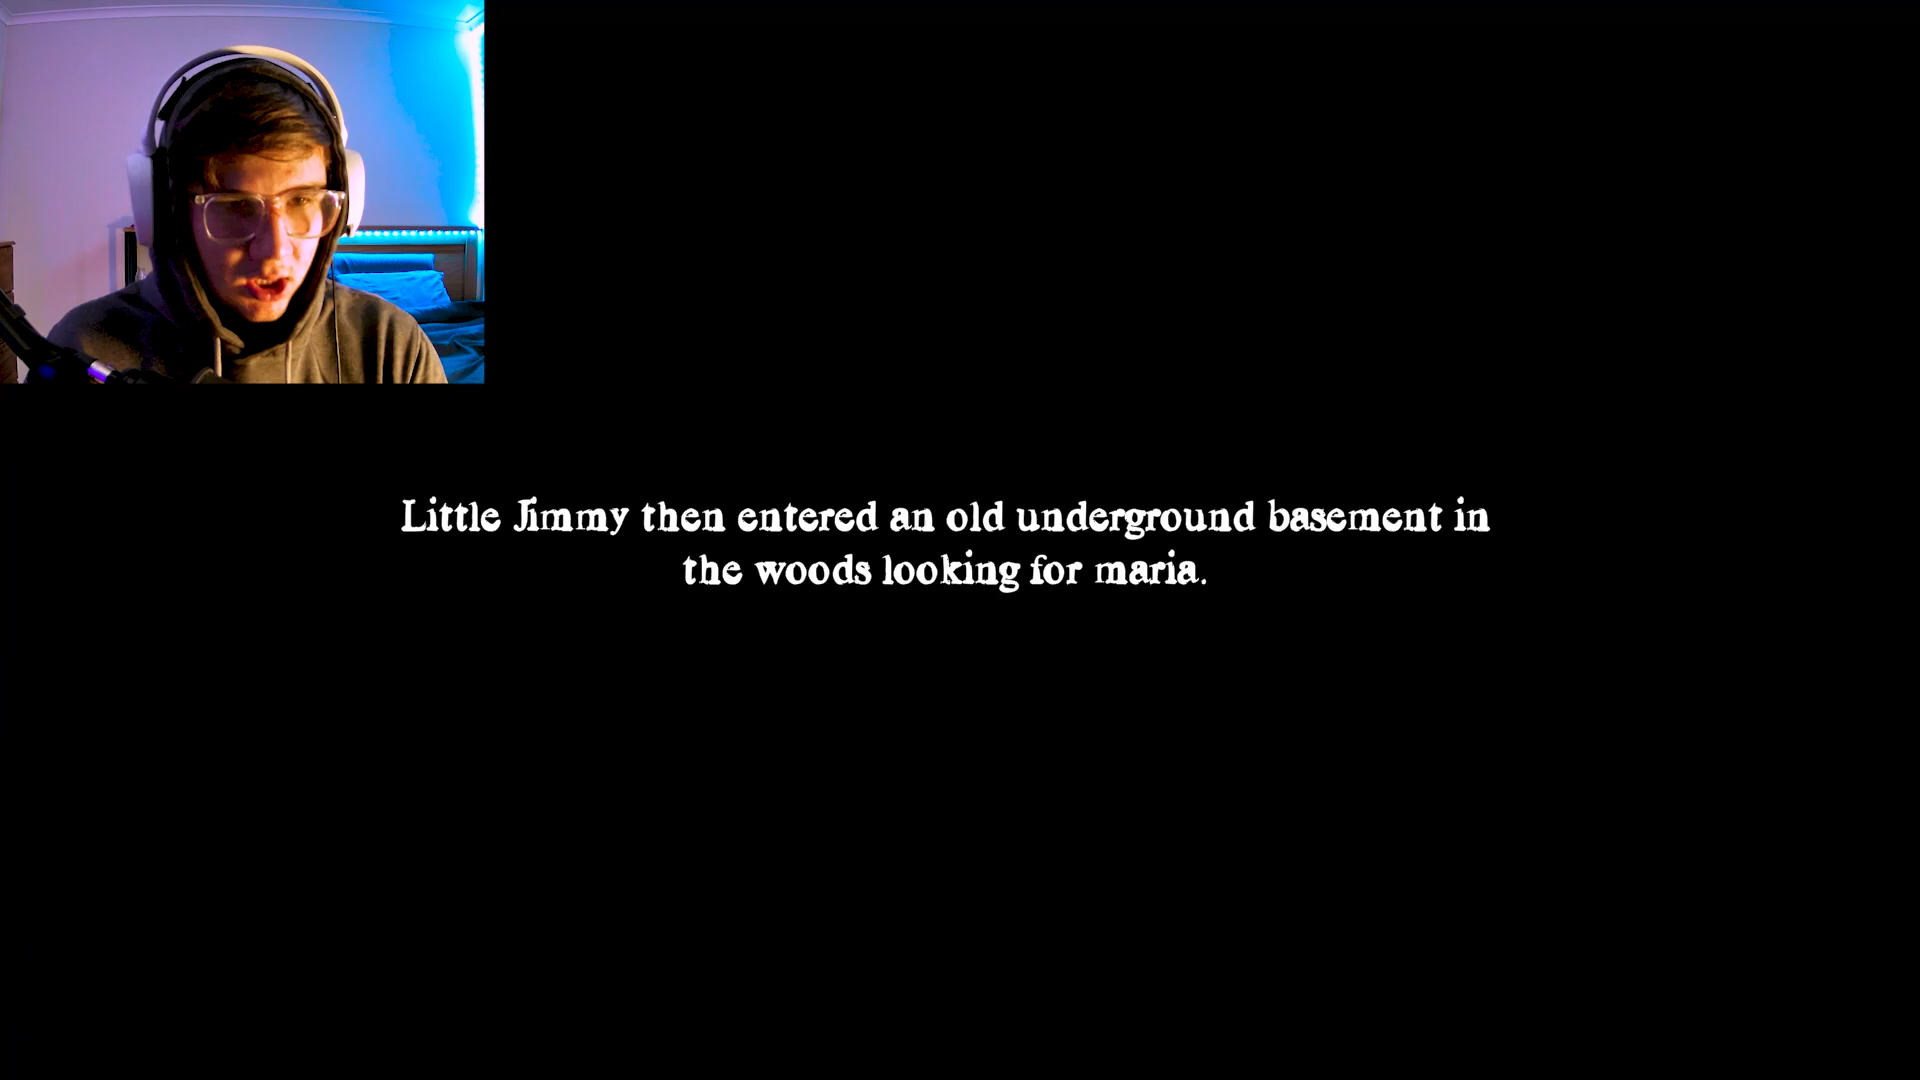 Little Jimmy then entered an old underground basement in
the woods looking for maria.